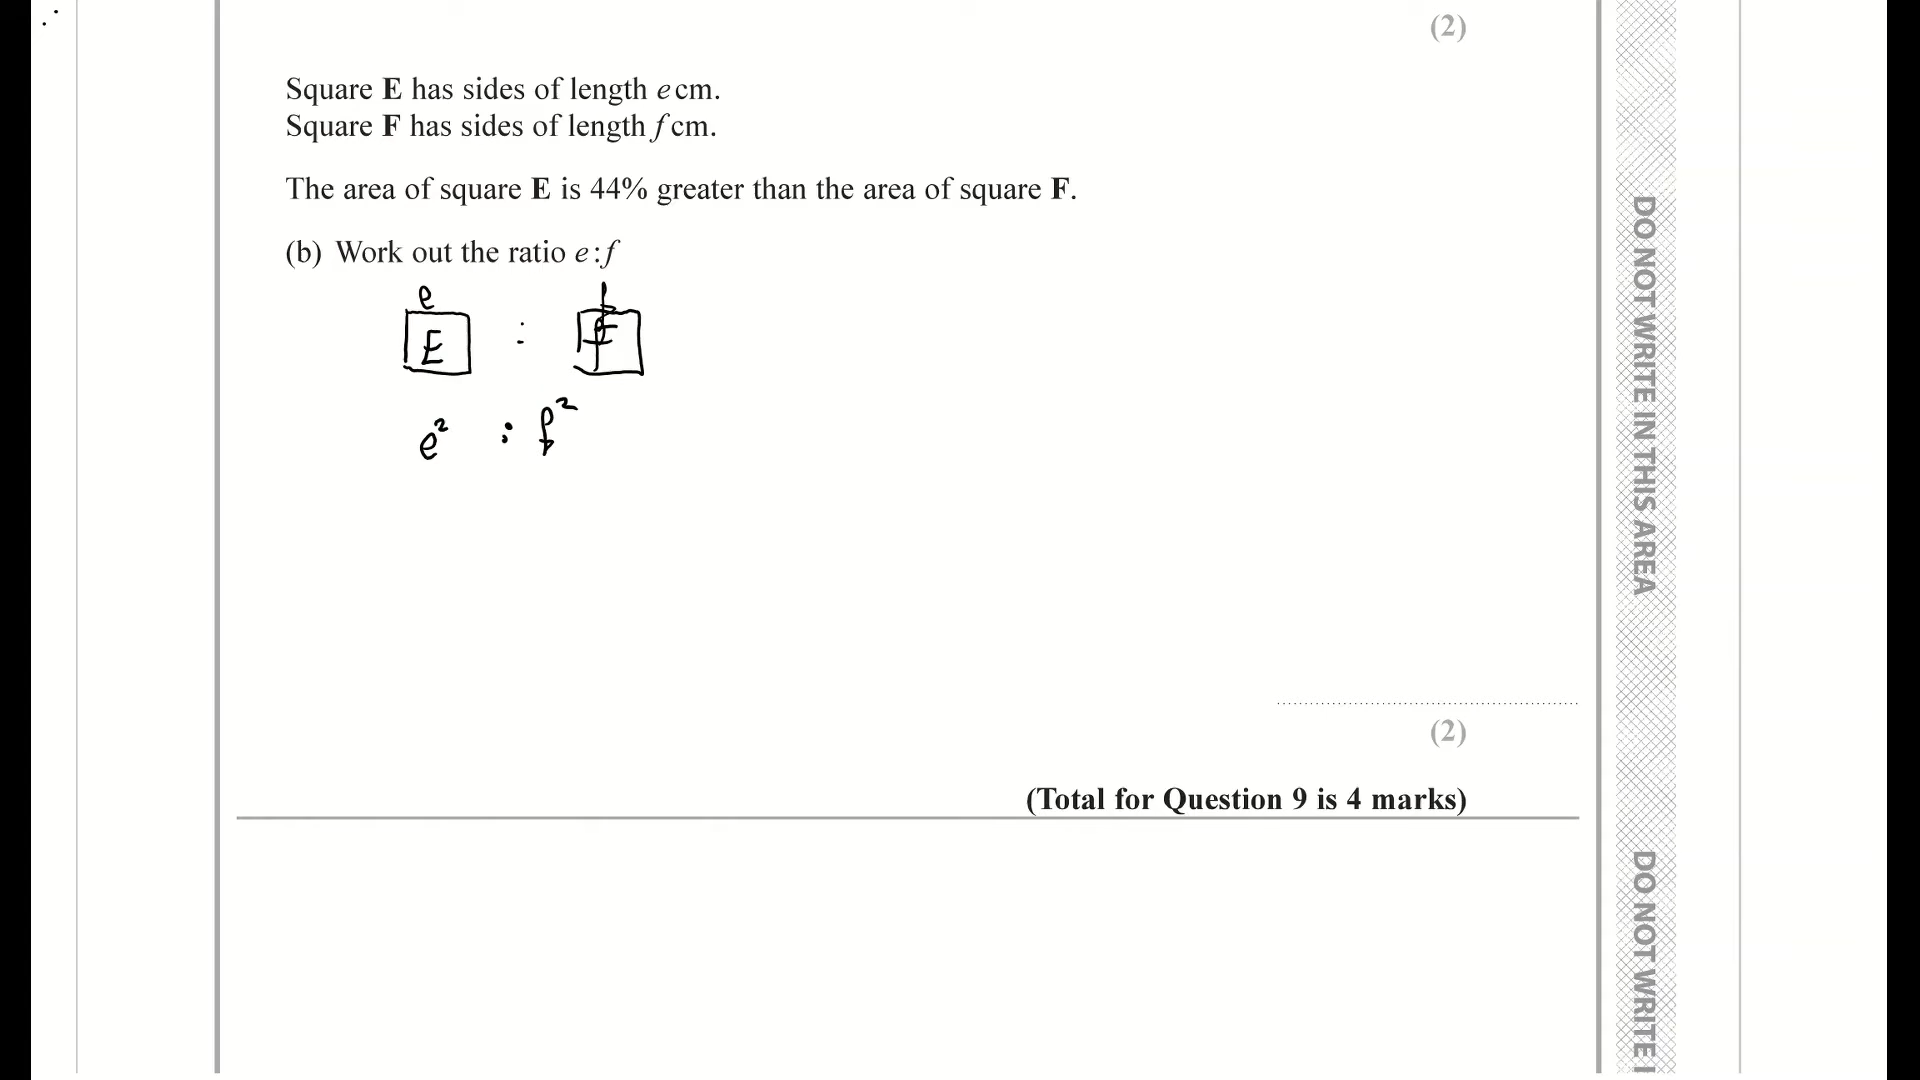 (2)
Square E has sides of length e cm.
Square F has sides of length f cm.
The area of square E is 44% greater than the area of square F.
(b) Work out the ratio e : f
e f
E : F
e² : f²
(2)
(Total for Question 9 is 4 marks)
DO NOT WRITE IN THIS AREA
DO NOT WRITE I